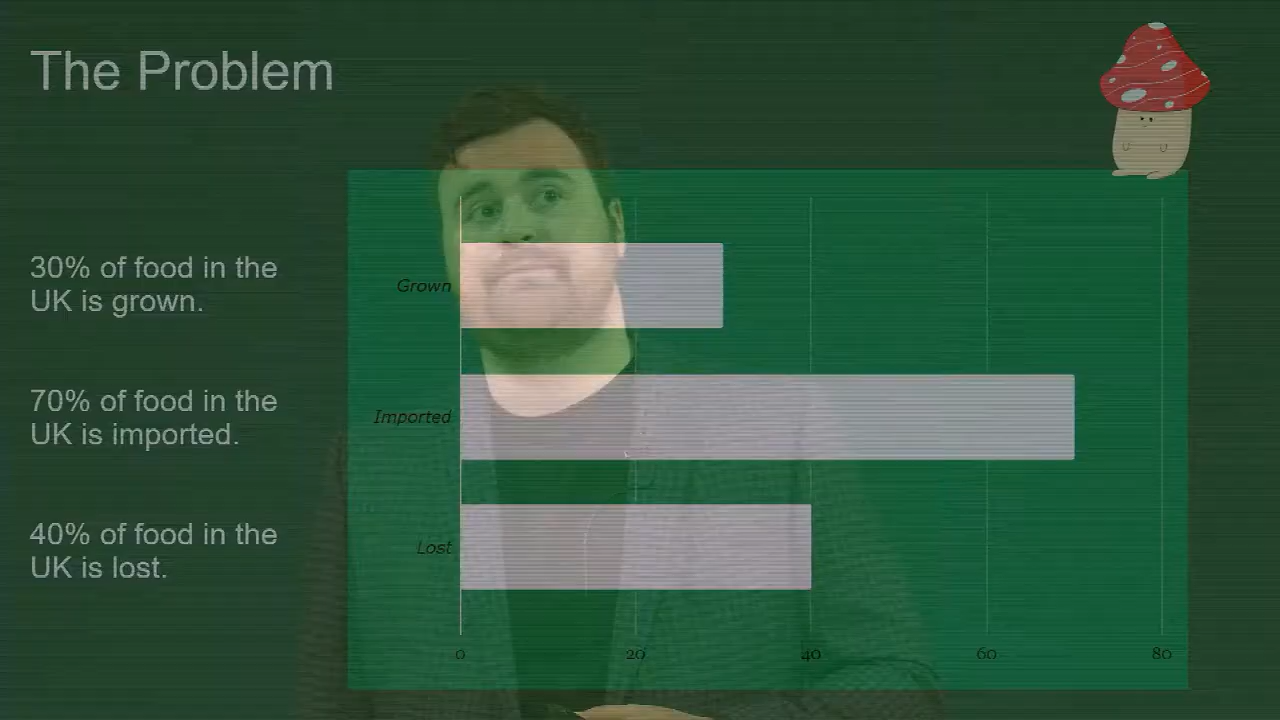 The Problem
30% of food in the
UK is grown.
70% of food in the
UK is imported.
40% of food in the
UK is lost.
Grown
Imported
Lost
0 20 40 60 80